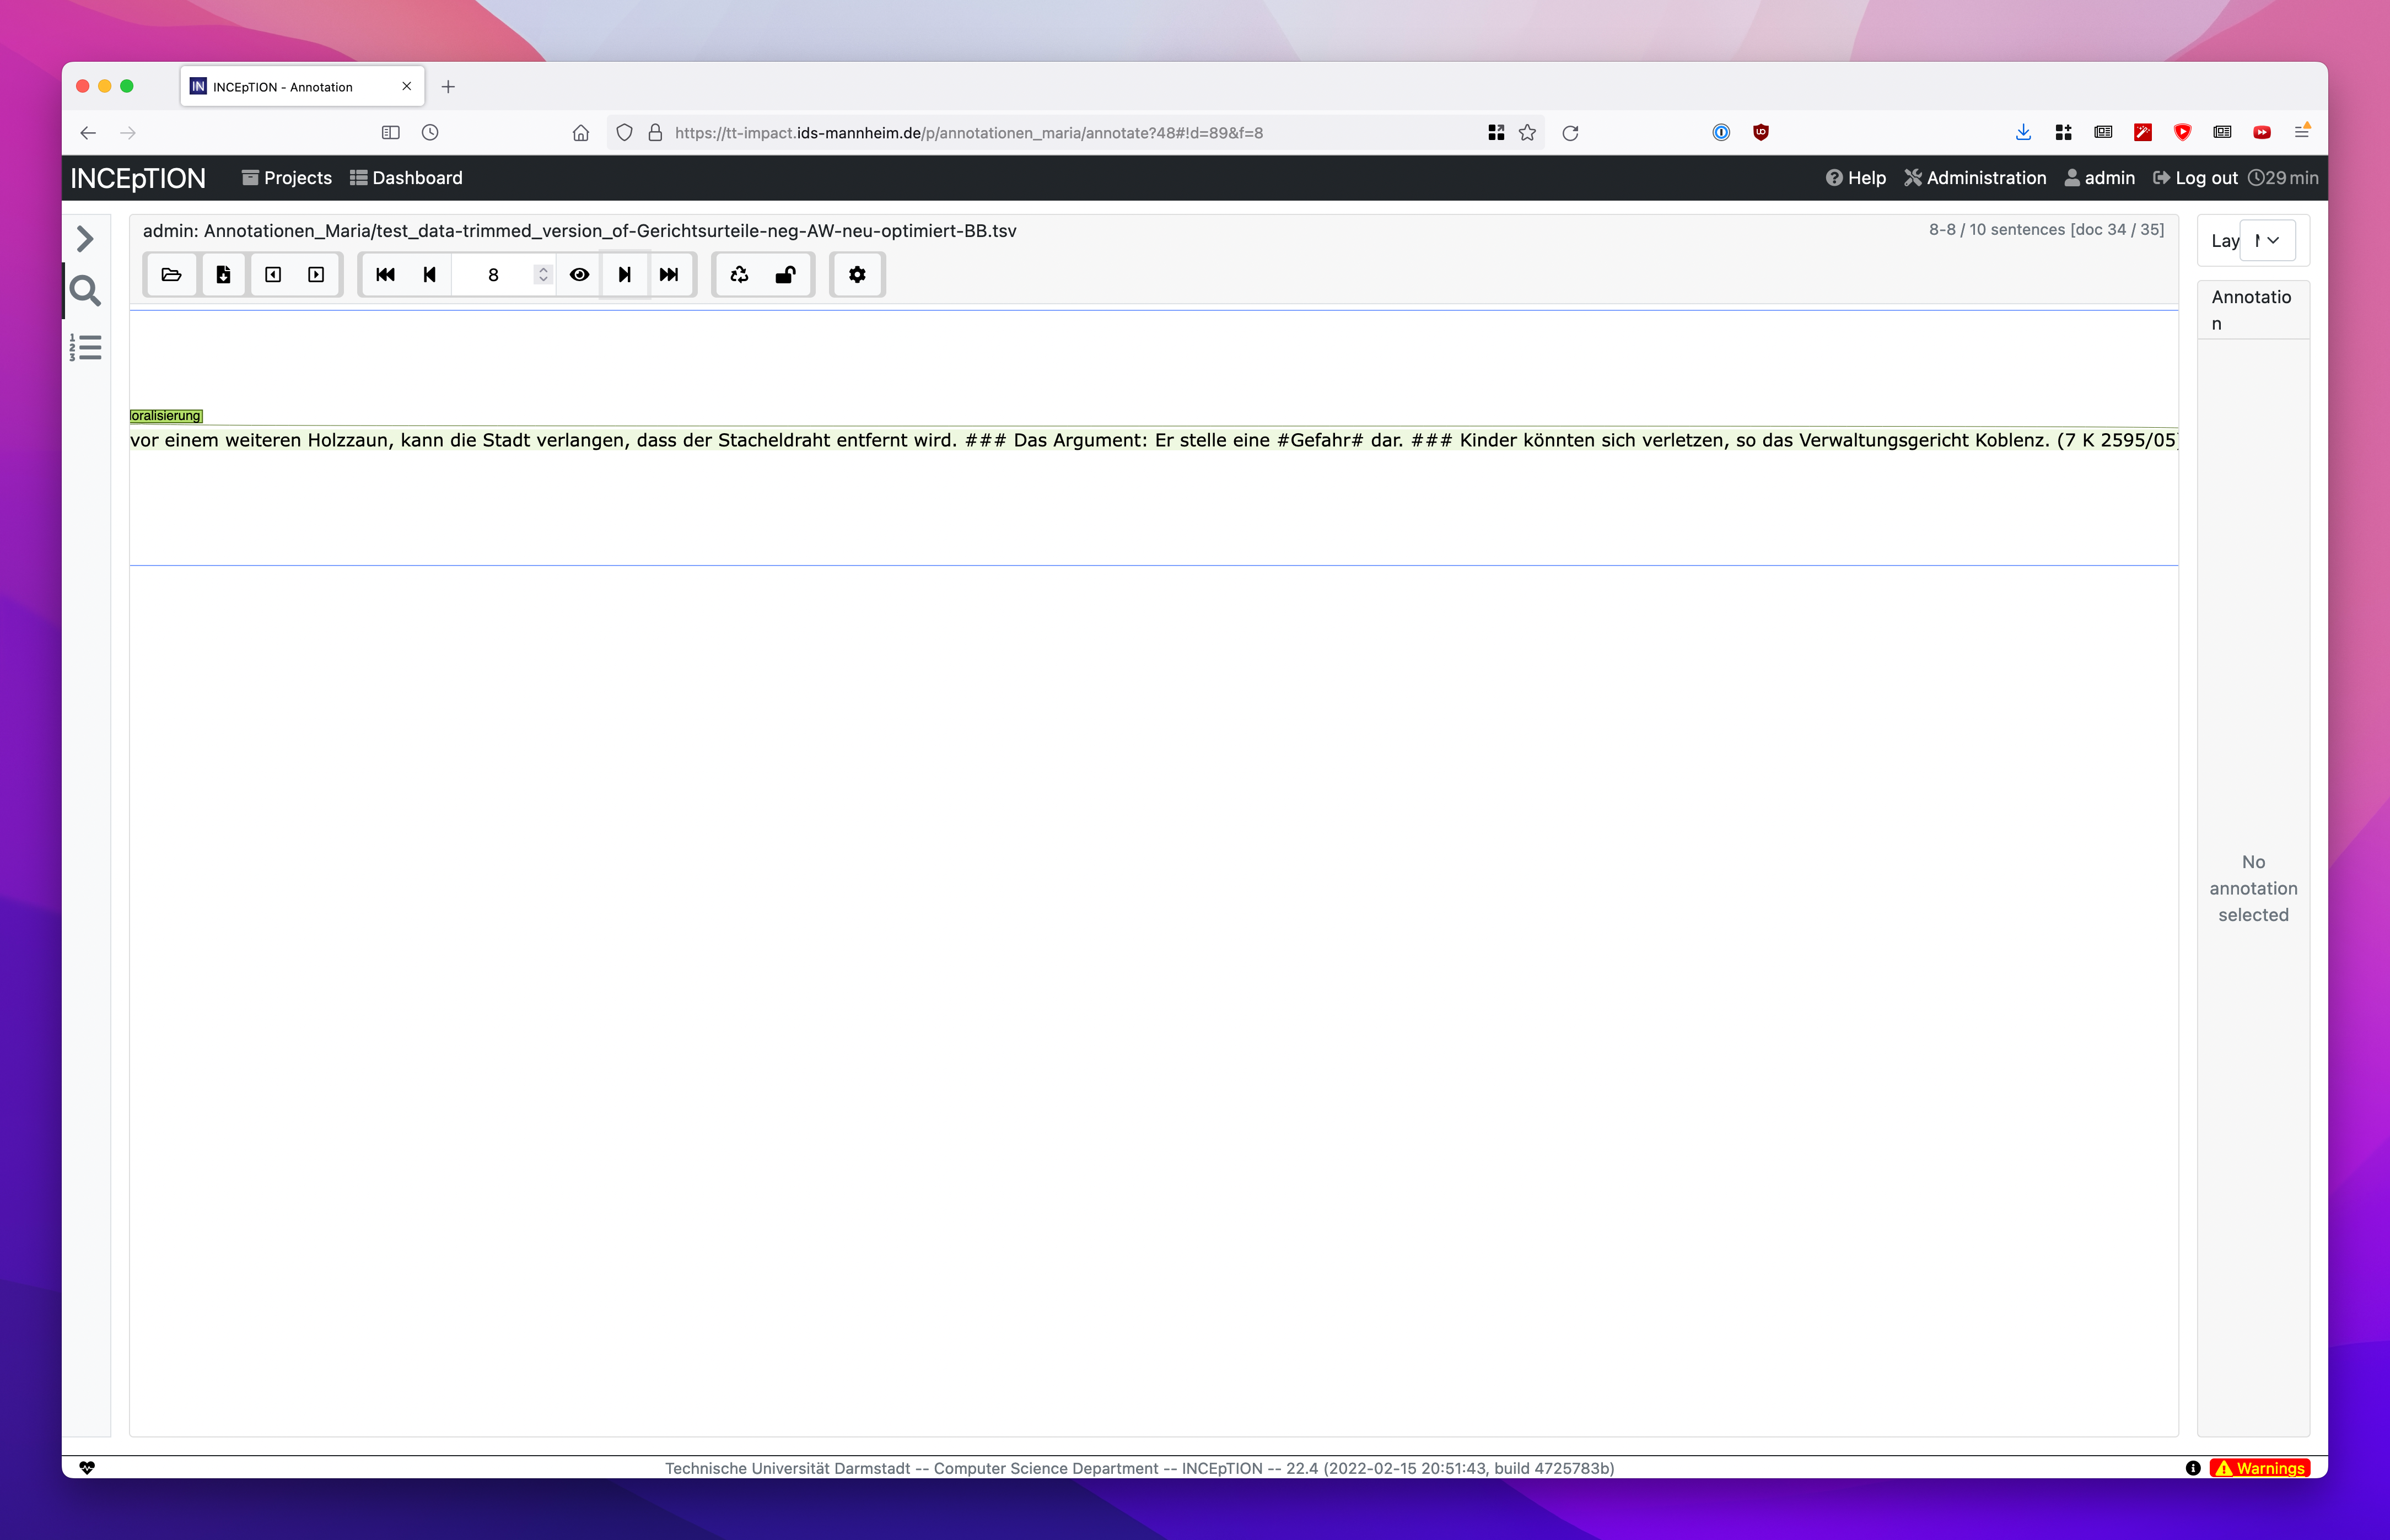 INCEpTION - Annotation
https://tt-impact.ids-mannheim.de/p/annotationen_maria/annotate?48#!d=89&f=8
INCEpTION Projects Dashboard Help Administration admin Log out 29 min
admin: Annotationen_Maria/test_data-trimmed_version_of-Gerichtsurteile-neg-AW-neu-optimiert-BB.tsv
8-8 / 10 sentences [doc 34 / 35]
Lay
8
Annotatio
n
oralisierung
vor einem weiteren Holzzaun, kann die Stadt verlangen, dass der Stacheldraht entfernt wird. ### Das Argument: Er stelle eine #Gefahr# dar. ### Kinder könnten sich verletzen, so das Verwaltungsgericht Koblenz. (7 K 2595/05)
No
annotation
selected
Technische Universität Darmstadt -- Computer Science Department -- INCEpTION -- 22.4 (2022-02-15 20:51:43, build 4725783b)
Warnings